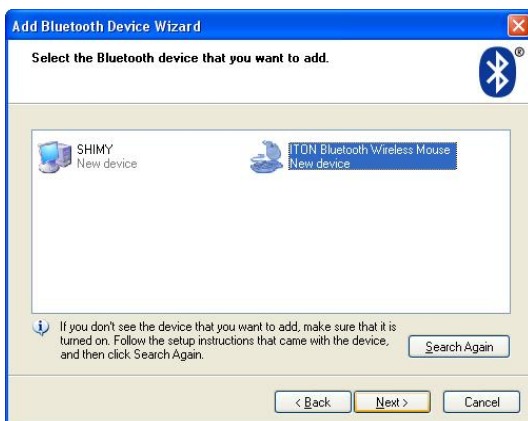 Add Bluetooth Device Wizard
Select the Bluetooth device that you want to add.
®
SHIMY
New device
ITON Bluetooth Wireless Mouse
New device
If you don't see the device that you want to add, make sure that it is
turned on. Follow the setup instructions that came with the device,
and then click Search Again.
Search Again
< Back
Next >
Cancel